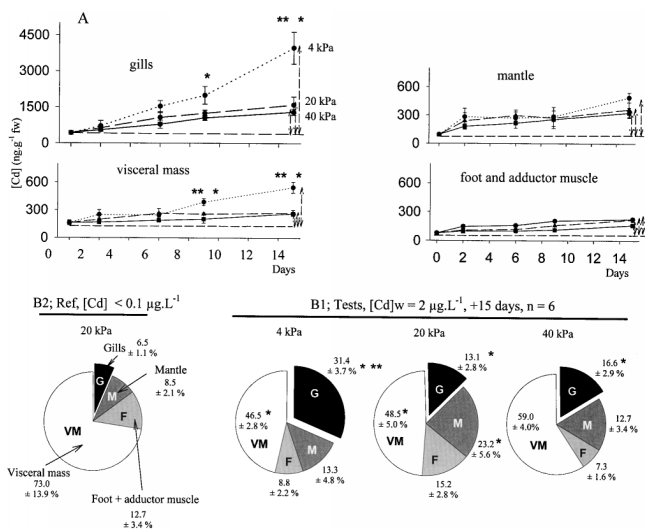 A
4500
3000
1500
0
gills
*
** *
4 kPa
20 kPa
40 kPa
[Cd] (ng.g-1 fw)
mantle
600
300
0
visceral mass
** *
** *
600
300
0
0 2 4 6 8 10 12 14
Days
foot and adductor muscle
600
300
0
0 2 4 6 8 10 12 14
Days
B2; Ref, [Cd] < 0.1 µg.L-1
20 kPa
Gills
6.5
± 1.1 %
Mantle
8.5
± 2.1 %
G
M
F
VM
Visceral mass
73.0
± 13.9 %
Foot + adductor muscle
12.7
± 3.4 %
B1; Tests, [Cd]w = 2 µg.L-1, +15 days, n = 6
4 kPa
31.4
± 3.7 % * **
G
46.5 *
± 2.8 %
VM
F
M
8.8
± 2.2 %
13.3
± 4.8 %
20 kPa
13.1 *
± 2.8 %
G
48.5 *
± 5.0 %
VM
M
23.2 *
± 5.6 %
F
15.2
± 2.8 %
40 kPa
16.6 *
± 2.9 %
G
59.0
± 4.0%
VM
M
12.7
± 3.4 %
F
7.3
± 1.6 %